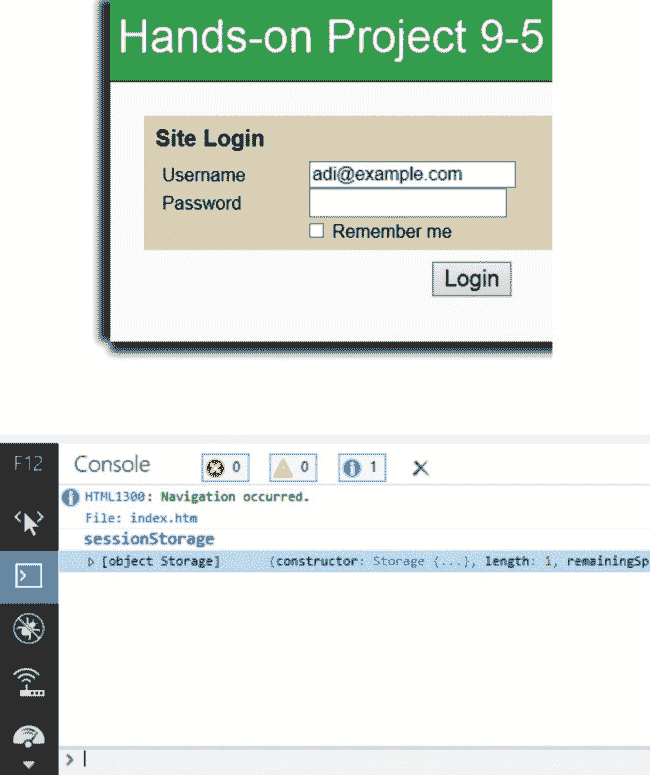 Hands-on Project 9-5
Site Login
Username adi@example.com
Password
Remember me
Login
F12 Console 0 0 1
HTML1300: Navigation occurred.
File: index.htm
sessionStorage
[object Storage] {constructor: Storage {...}, length: 1, remainingSp